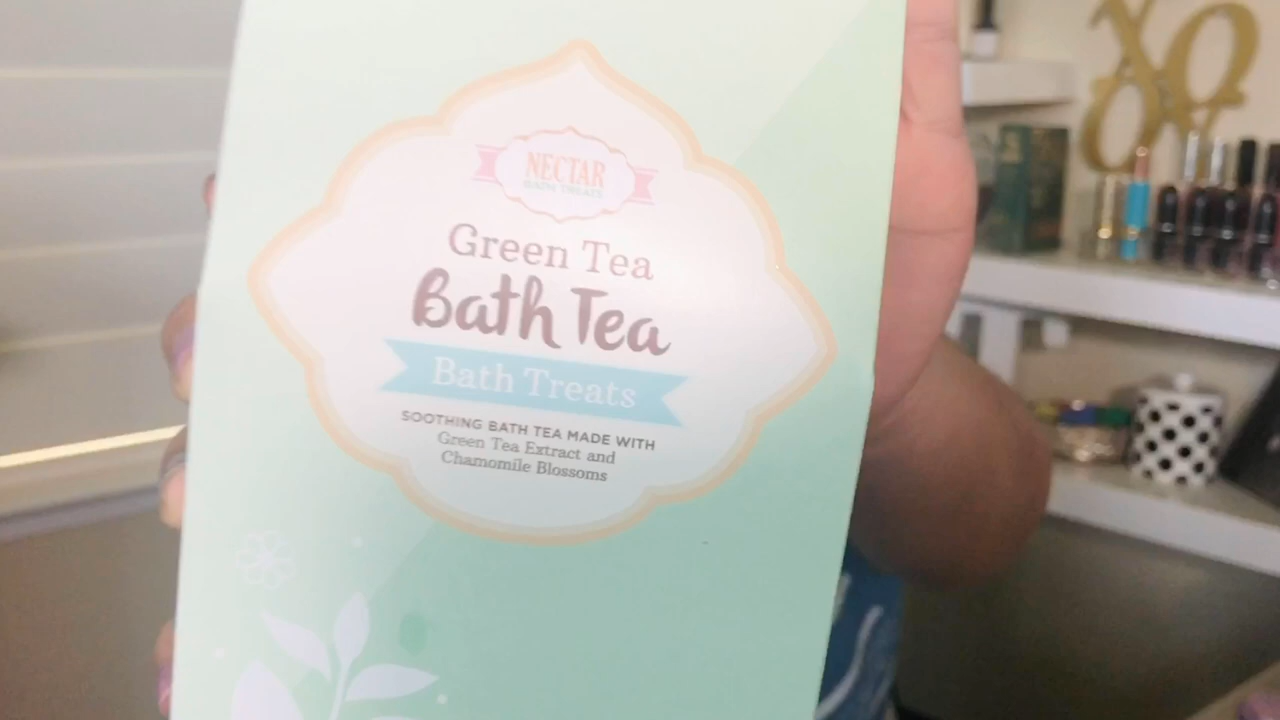 NECTAR
BATH TREATS
Green Tea
Bath Tea
Bath Treats
SOOTHING BATH TEA MADE WITH
Green Tea Extract and
Chamomile Blossoms
XO